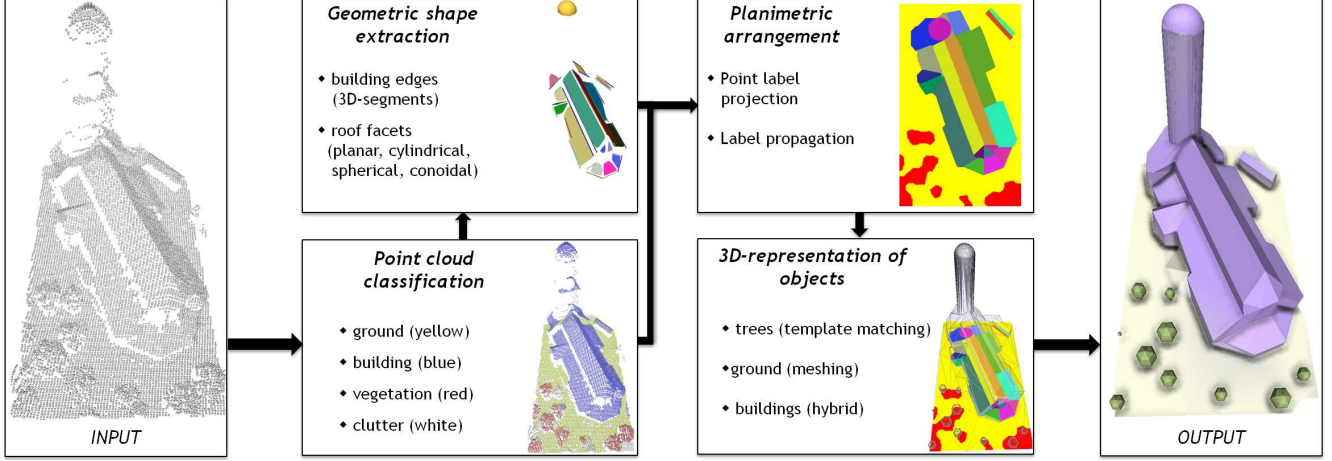 INPUT
Geometric shape
extraction
◆ building edges
(3D-segments)
◆ roof facets
(planar, cylindrical,
spherical, conoidal)
Point cloud
classification
◆ ground (yellow)
◆ building (blue)
◆ vegetation (red)
◆ clutter (white)
Planimetric
arrangement
◆ Point label
projection
◆ Label propagation
3D-representation of
objects
◆ trees (template matching)
◆ground (meshing)
◆ buildings (hybrid)
OUTPUT